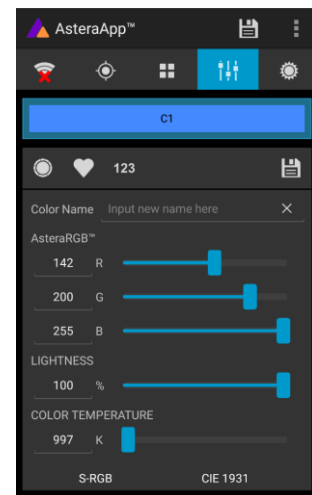 AsteraApp™
C1
123
Color Name Input new name here
AsteraRGB™
142 R
200 G
255 B
LIGHTNESS
100 %
COLOR TEMPERATURE
997 K
S-RGB CIE 1931